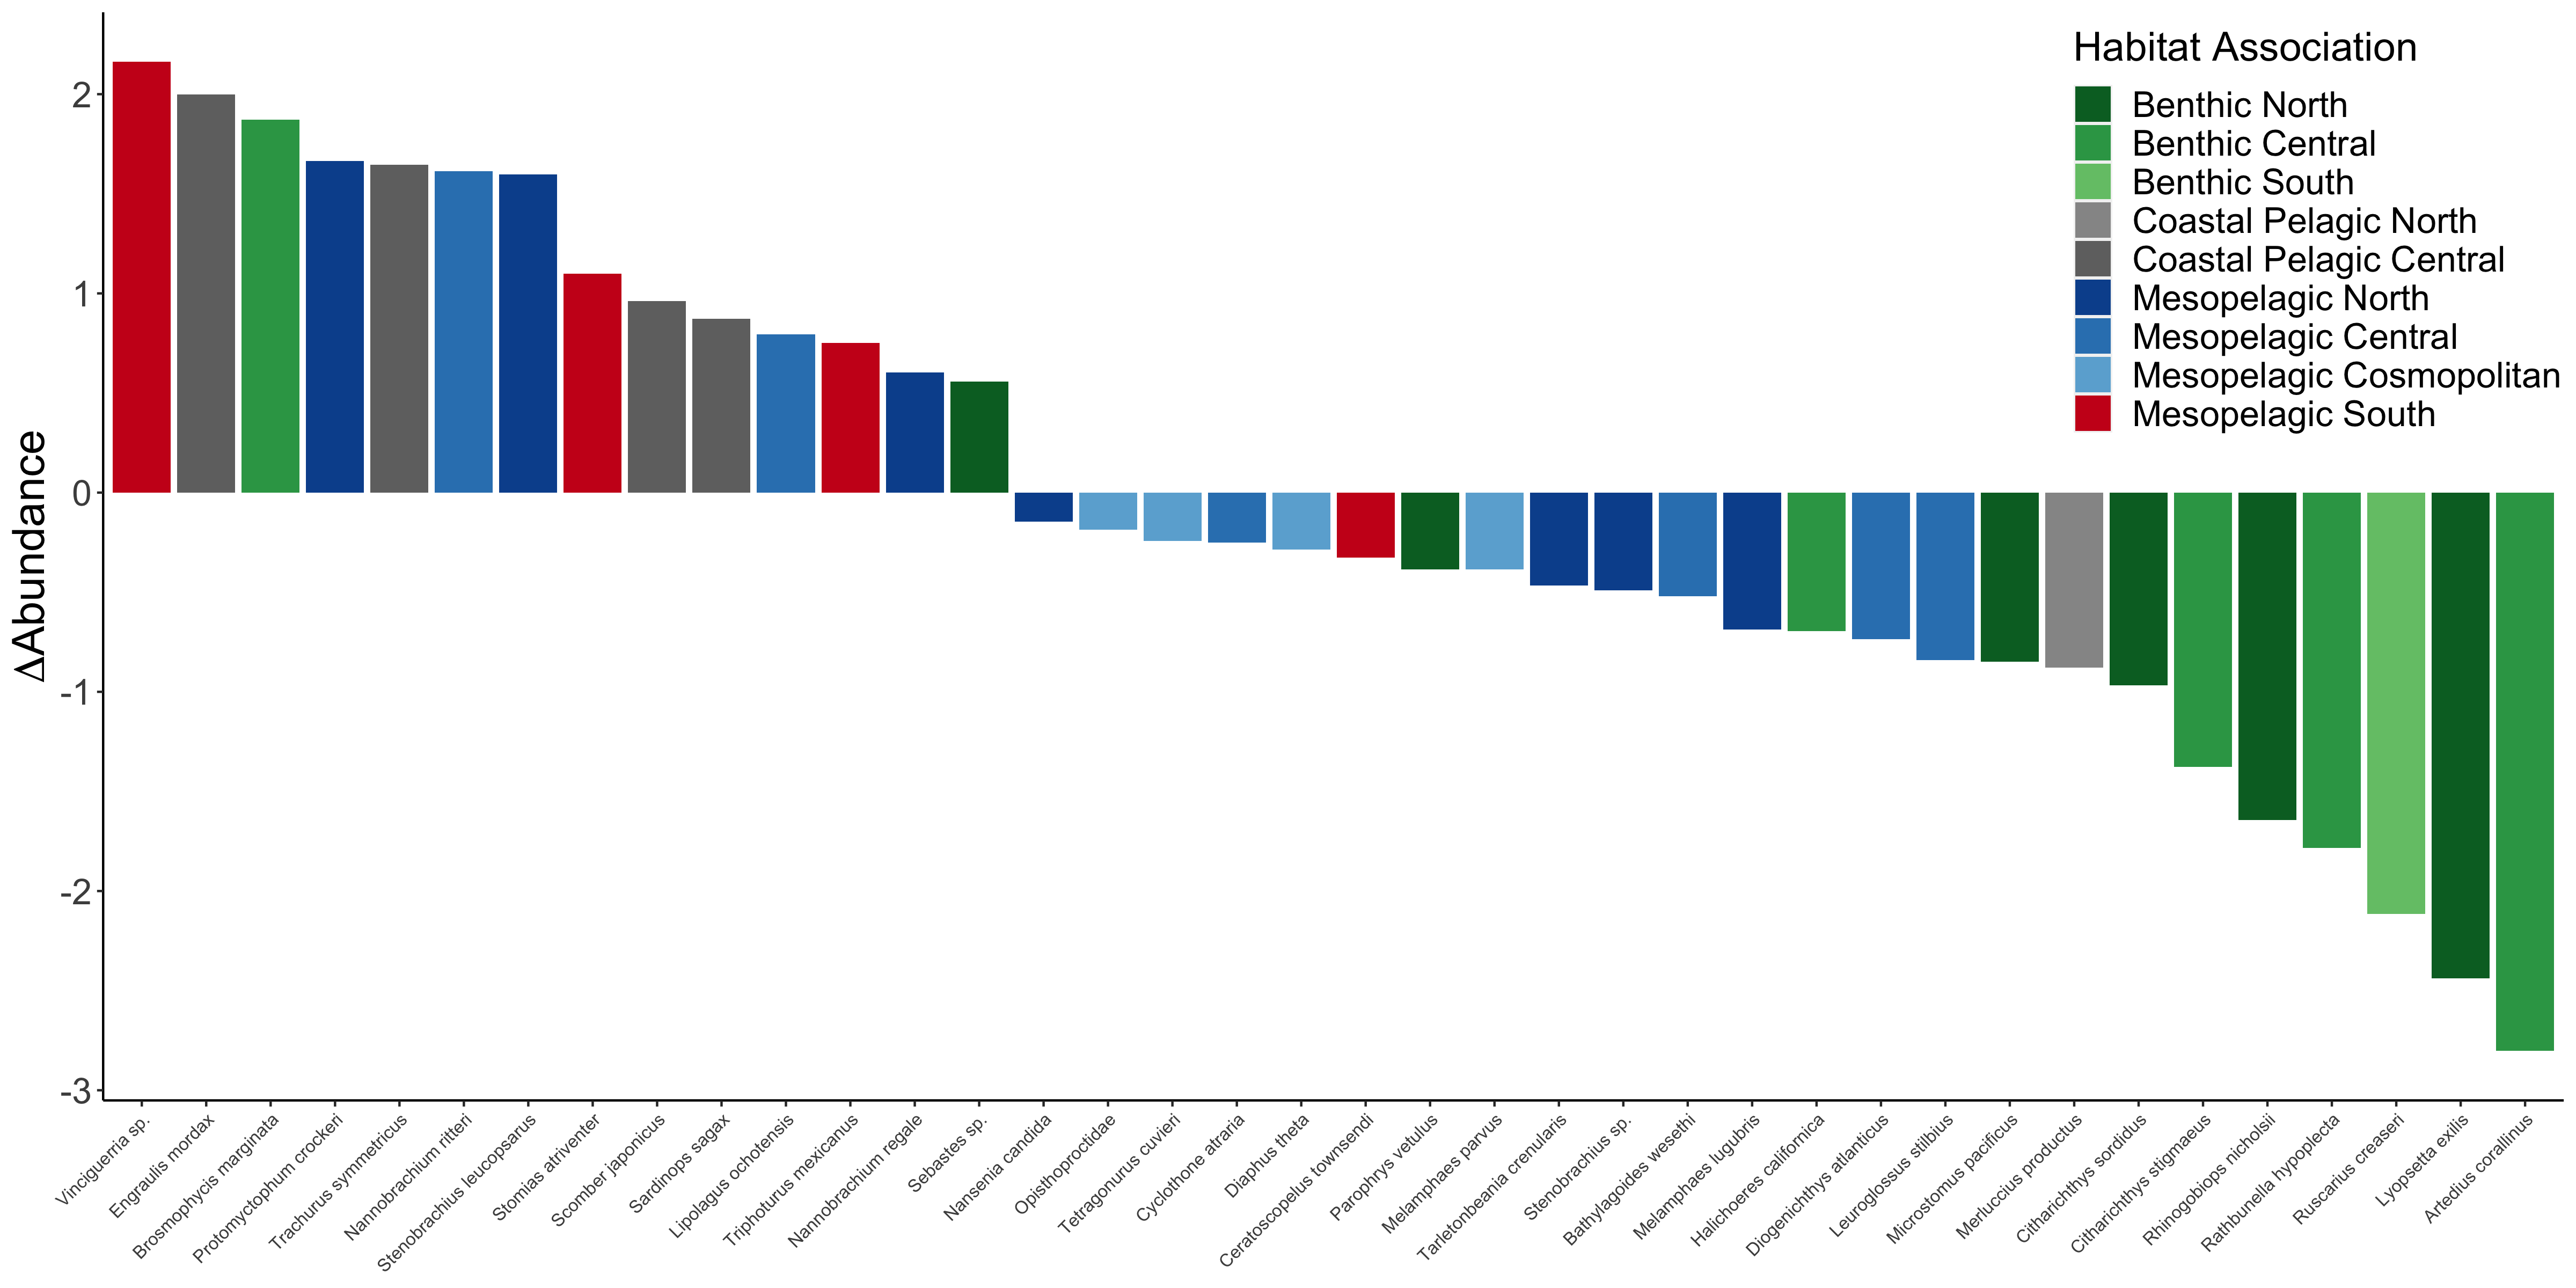 Habitat Association
Benthic North
Benthic Central
Benthic South
Coastal Pelagic North
Coastal Pelagic Central
Mesopelagic North
Mesopelagic Central
Mesopelagic Cosmopolitan
Mesopelagic South
ΔAbundance
2
1
0
-1
-2
-3
Vinciguerria sp.
Engraulis mordax
Brosmophycis marginata
Protomyctophum crockeri
Trachurus symmetricus
Nannobrachium ritteri
Stenobrachius leucopsarus
Stomias atriventer
Scomber japonicus
Sardinops sagax
Lipolagus ochotensis
Triphoturus mexicanus
Nannobrachium regale
Sebastes sp.
Nansenia candida
Opisthoproctidae
Tetragonurus cuvieri
Cyclothone atraria
Diaphus theta
Ceratoscopelus townsendi
Parophrys vetulus
Melamphaes parvus
Tarletonbeania crenularis
Stenobrachius sp.
Bathylagoides wesethi
Melamphaes lugubris
Halichoeres californica
Diogenichthys atlanticus
Leuroglossus stilbius
Microstomus pacificus
Merluccius productus
Citharichthys sordidus
Citharichthys stigmaeus
Rhinogobiops nicholsii
Rathbunella hypoplecta
Ruscarius creaseri
Lyopsetta exilis
Artedius corallinus